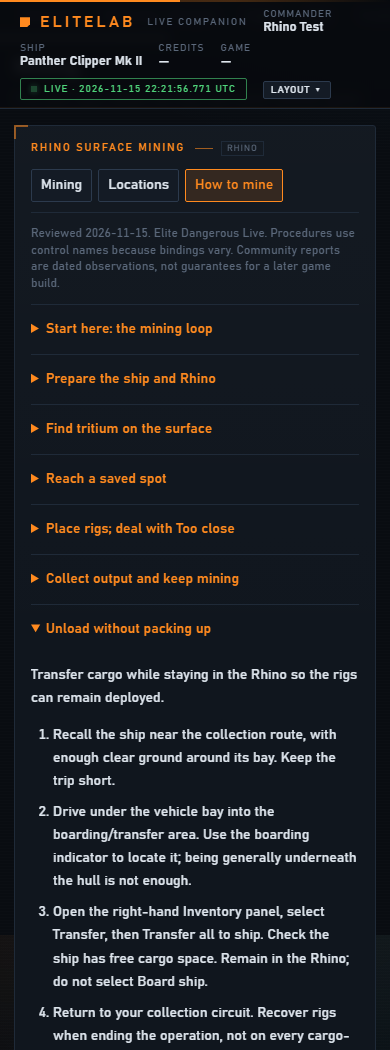 ELITELAB LIVE COMPANION
COMMANDER
Rhino Test
SHIP
Panther Clipper Mk II
CREDITS
—
GAME
—
LIVE · 2026-11-15 22:21:56.771 UTC
LAYOUT ▼
RHINO SURFACE MINING — RHINO
Mining Locations How to mine
Reviewed 2026-11-15. Elite Dangerous Live. Procedures use
control names because bindings vary. Community reports
are dated observations, not guarantees for a later game
build.
▶ Start here: the mining loop
▶ Prepare the ship and Rhino
▶ Find tritium on the surface
▶ Reach a saved spot
▶ Place rigs; deal with Too close
▶ Collect output and keep mining
▼ Unload without packing up
Transfer cargo while staying in the Rhino so the rigs
can remain deployed.
1. Recall the ship near the collection route, with
enough clear ground around its bay. Keep the
trip short.
2. Drive under the vehicle bay into the
boarding/transfer area. Use the boarding
indicator to locate it; being generally underneath
the hull is not enough.
3. Open the right-hand Inventory panel, select
Transfer, then Transfer all to ship. Check the
ship has free cargo space. Remain in the Rhino;
do not select Board ship.
4. Return to your collection circuit. Recover rigs
when ending the operation, not on every cargo-